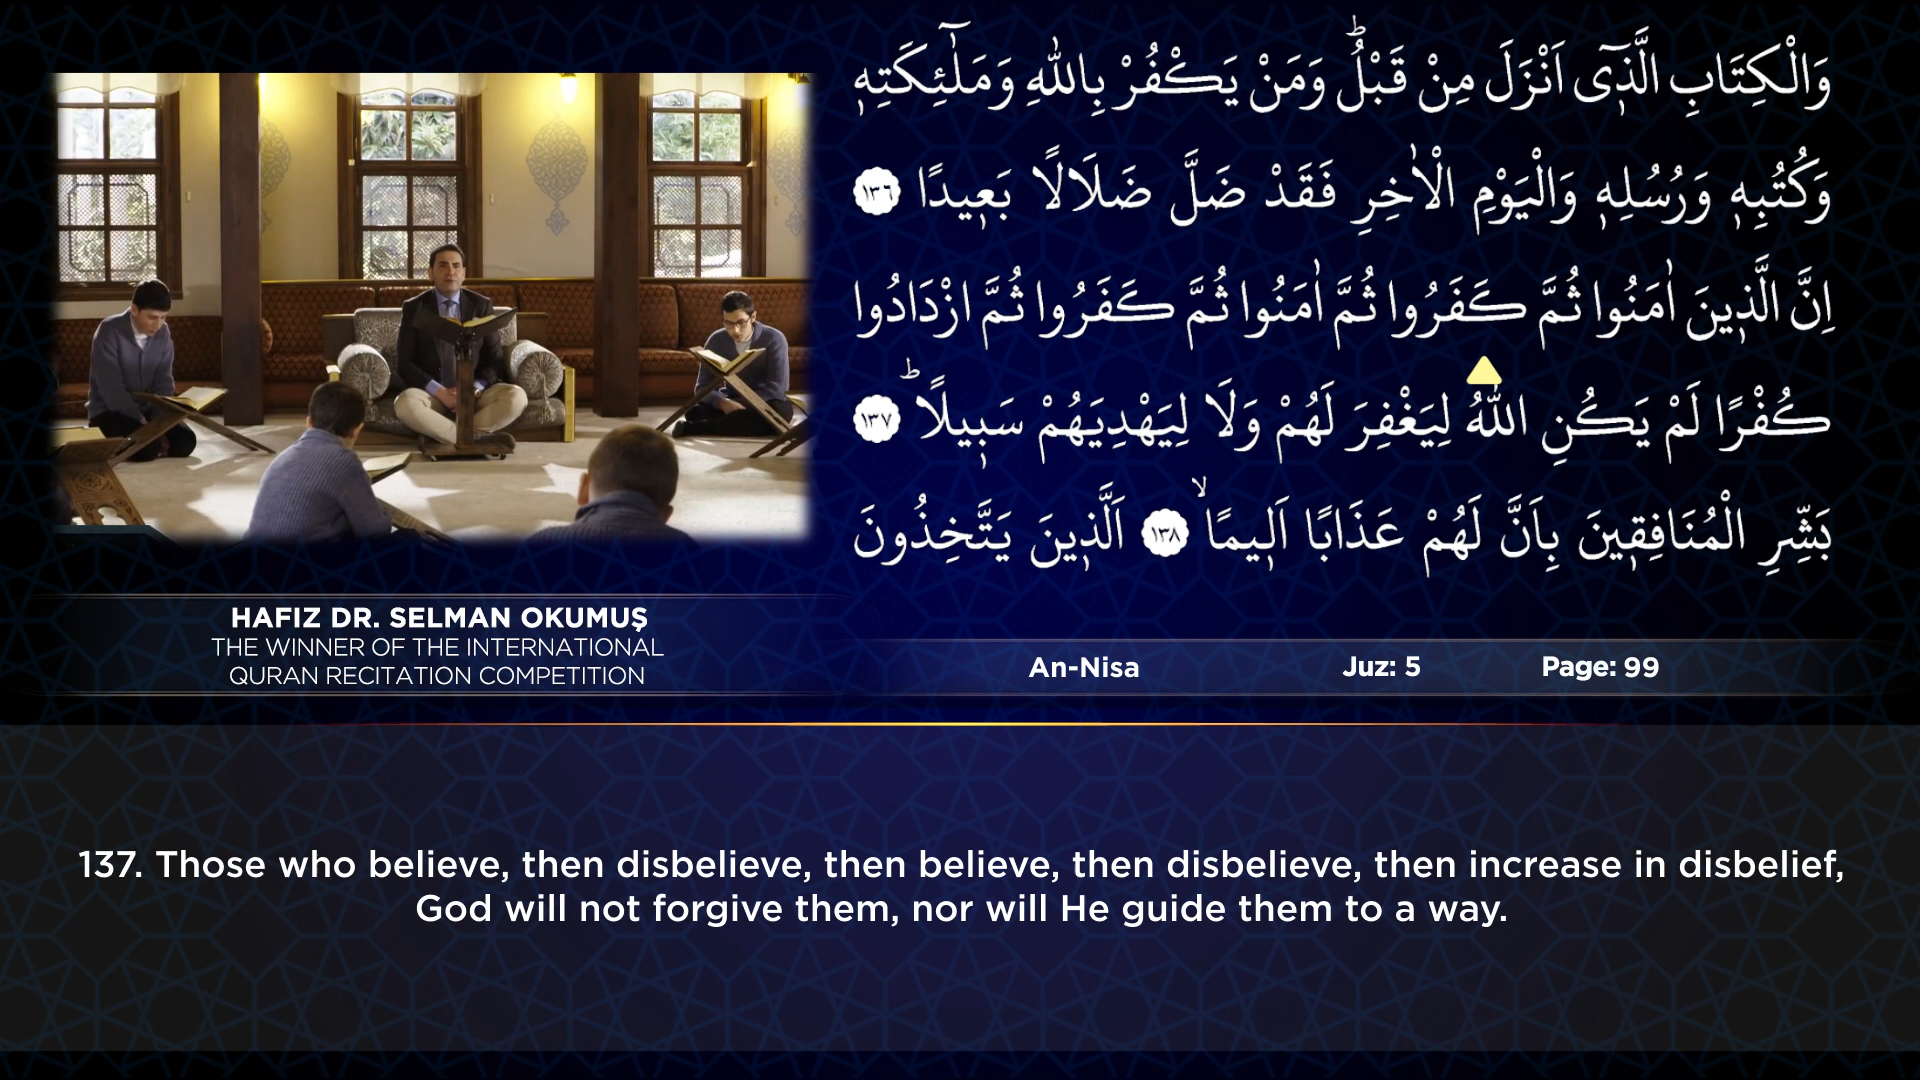 وَالْكِتَابِ الَّذ۪ٓي اَنْزَلَ مِنْ قَبْلُۜ وَمَنْ يَكْفُرْ بِاللّٰهِ وَمَلٰٓئِكَتِه۪
وَكُتُبِه۪ وَرُسُلِه۪ وَالْيَوْمِ الْاٰخِرِ فَقَدْ ضَلَّ ضَلَالًا بَع۪يدًا ﴿١٣٦﴾
اِنَّ الَّذ۪ينَ اٰمَنُوا ثُمَّ كَفَرُوا ثُمَّ اٰمَنُوا ثُمَّ كَفَرُوا ثُمَّ ازْدَادُوا
كُفْرًا لَمْ يَكُنِ اللّٰهُ لِيَغْفِرَ لَهُمْ وَلَا لِيَهْدِيَهُمْ سَب۪يلًاۜ ﴿١٣٧﴾
بَشِّرِ الْمُنَافِق۪ينَ بِاَنَّ لَهُمْ عَذَابًا اَل۪يمًاۙ ﴿١٣٨﴾ اَلَّذ۪ينَ يَتَّخِذُونَ
HAFIZ DR. SELMAN OKUMUŞ
THE WINNER OF THE INTERNATIONAL
QURAN RECITATION COMPETITION
An-Nisa Juz: 5 Page: 99
137. Those who believe, then disbelieve, then believe, then disbelieve, then increase in disbelief,
God will not forgive them, nor will He guide them to a way.